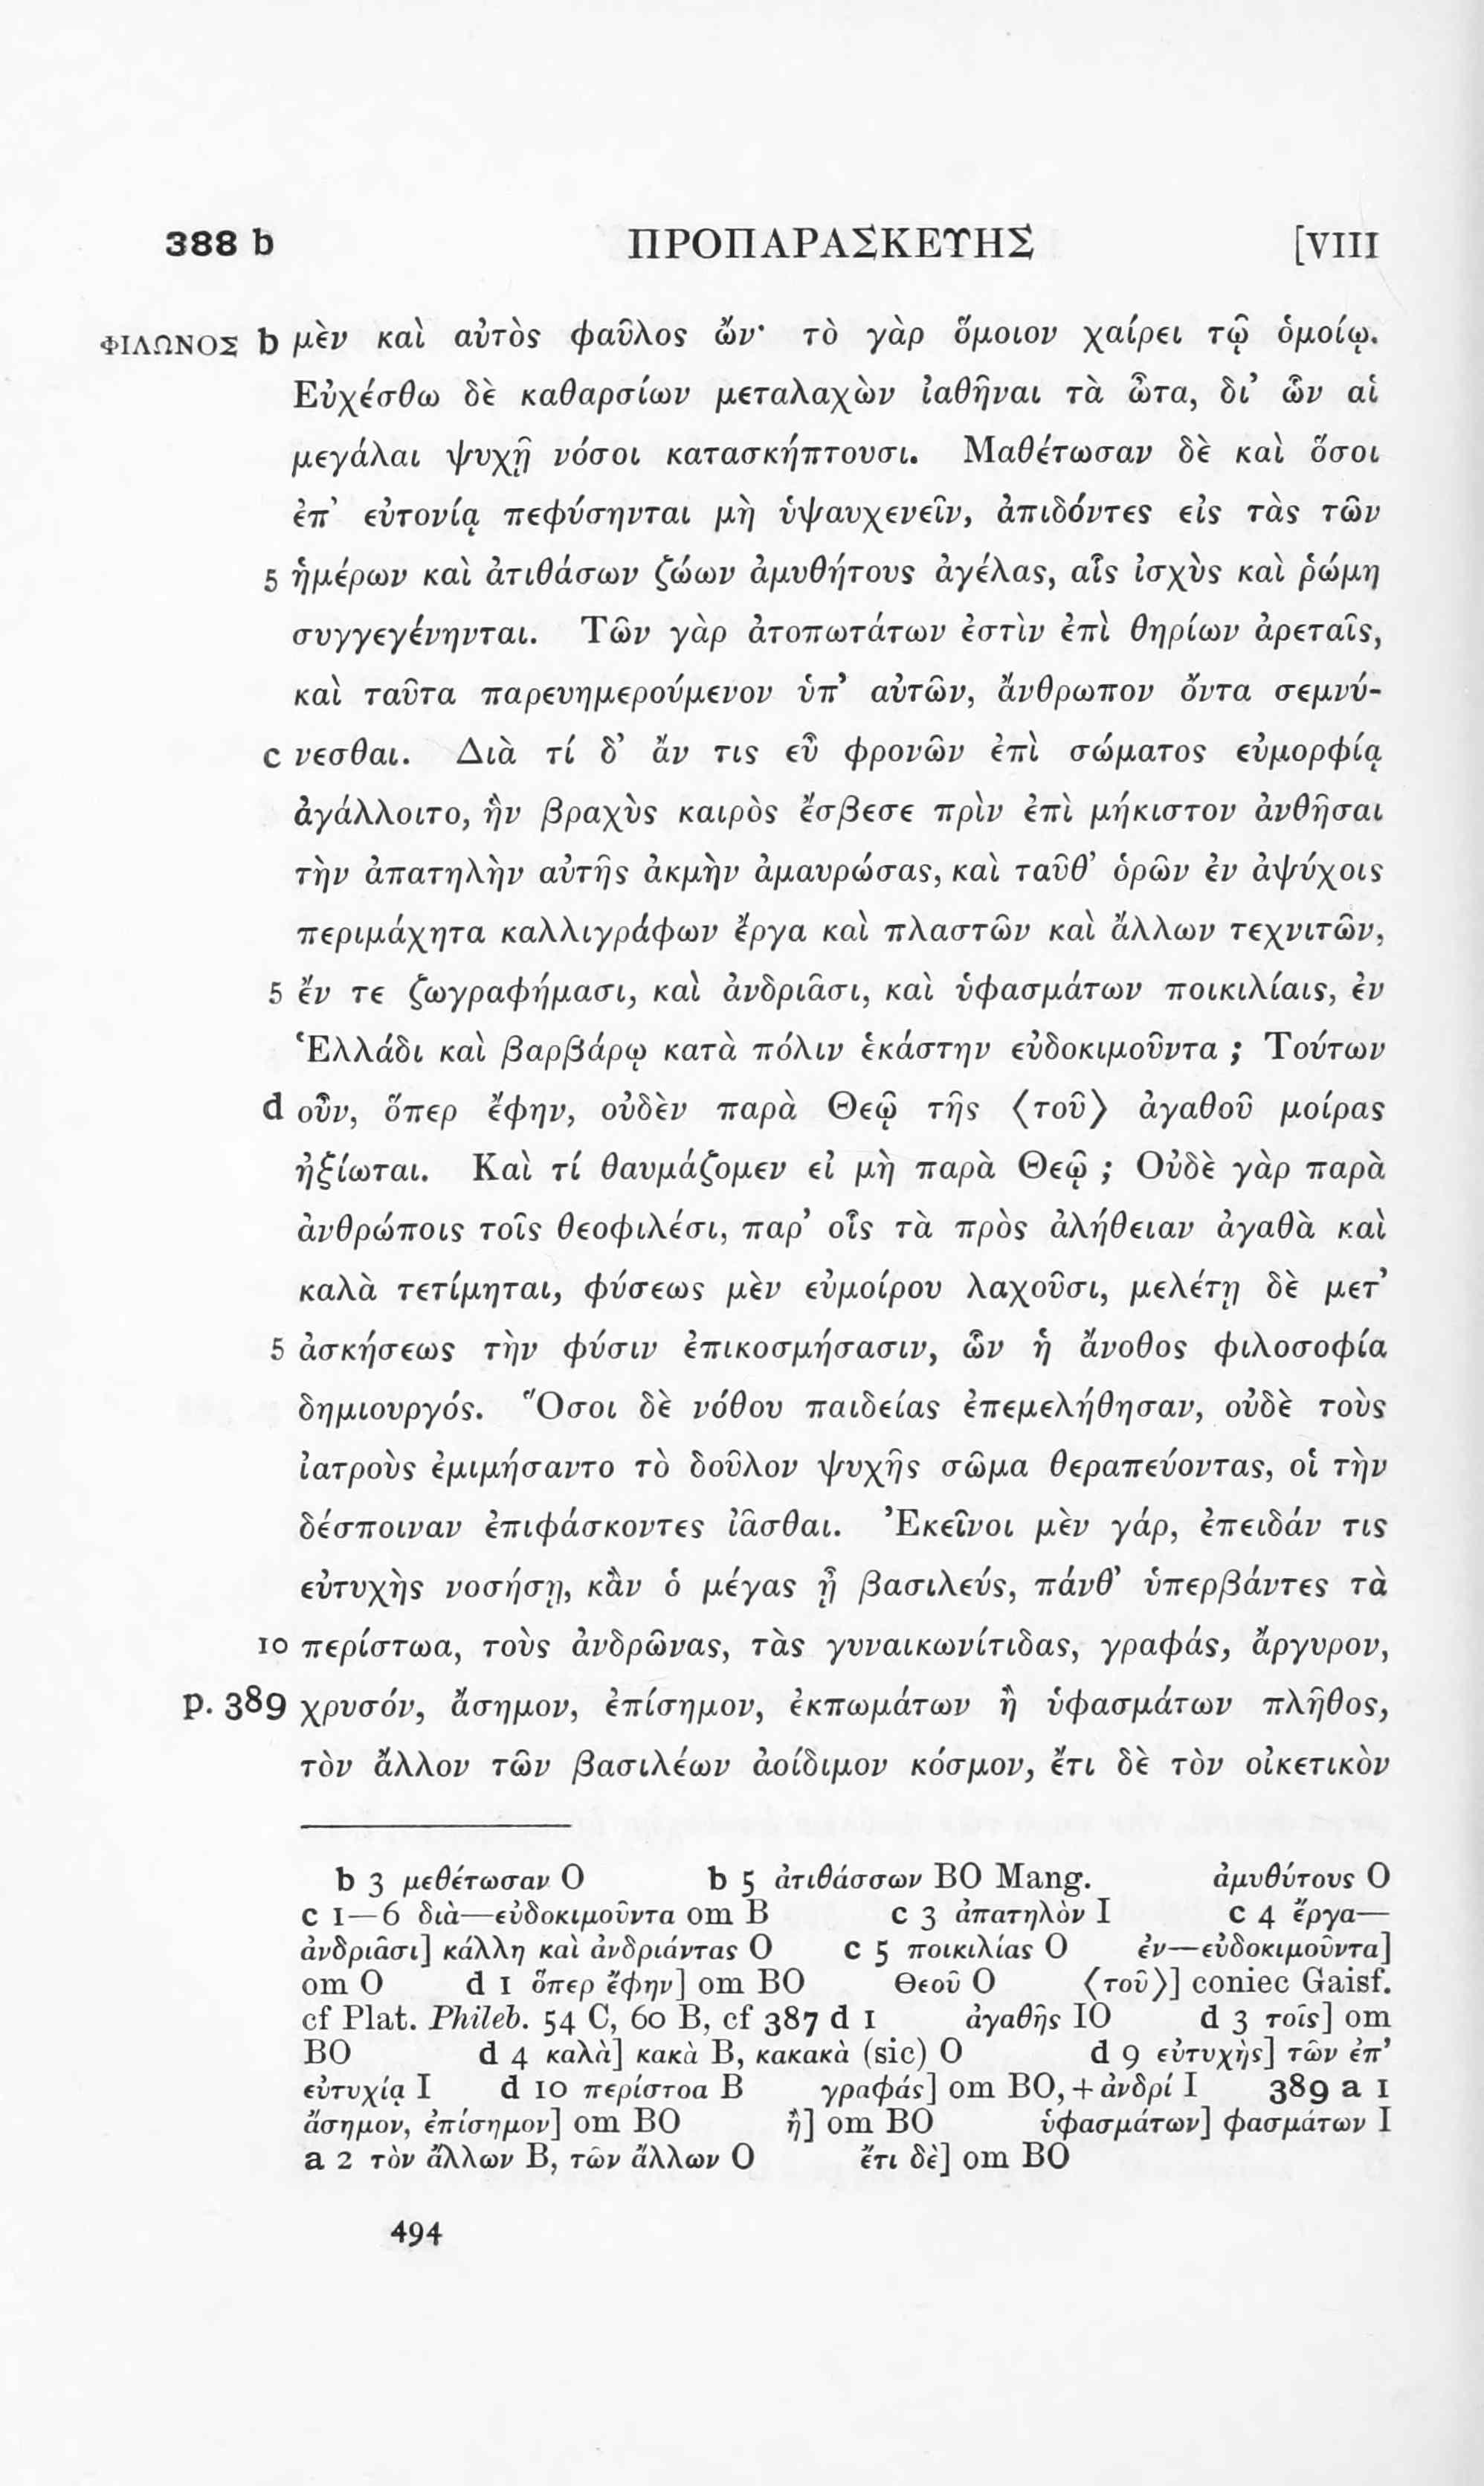 388 b ΠΡΟΠΑΡΑΣΚΕΥΗΣ [VIII
ΦΙΛΩΝΟΣ b μὲν καὶ αὐτὸς φαῦλος ὤν· τὸ γὰρ ὅμοιον χαίρει τῷ ὁμοίῳ.
Εὐχέσθω δὲ καθαρσίων μεταλαχὼν ἰαθῆναι τὰ ὦτα, δι’ ὧν αἱ
μεγάλαι ψυχῇ νόσοι κατασκήπτουσι. Μαθέτωσαν δὲ καὶ ὅσοι
ἐπ’ εὐτονίᾳ πεφύσηνται μὴ ὑψαυχενεῖν, ἀπιδόντες εἰς τὰς τῶν
5 ἡμέρων καὶ ἀτιθάσων ζώων ἀμυθήτους ἀγέλας, αἷς ἰσχὺς καὶ ῥώμη
συγγεγένηνται. Τῶν γὰρ ἀτοπωτάτων ἐστὶν ἐπὶ θηρίων ἀρεταῖς,
καὶ ταῦτα παρευημερούμενον ὑπ’ αὐτῶν, ἄνθρωπον ὄντα σεμνύ-
c νεσθαι. Διὰ τί δ’ ἄν τις εὖ φρονῶν ἐπὶ σώματος εὐμορφίᾳ
ἀγάλλοιτο, ἣν βραχὺς καιρὸς ἔσβεσε πρὶν ἐπὶ μήκιστον ἀνθῆσαι
τὴν ἀπατηλὴν αὐτῆς ἀκμὴν ἀμαυρώσας, καὶ ταῦθ’ ὁρῶν ἐν ἀψύχοις
περιμάχητα καλλιγράφων ἔργα καὶ πλαστῶν καὶ ἄλλων τεχνιτῶν,
5 ἔν τε ζωγραφήμασι, καὶ ἀνδριᾶσι, καὶ ὑφασμάτων ποικιλίαις, ἐν
Ἑλλάδι καὶ βαρβάρῳ κατὰ πόλιν ἑκάστην εὐδοκιμοῦντα ; Τούτων
d οὖν, ὅπερ ἔφην, οὐδὲν παρὰ Θεῷ τῆς ⟨τοῦ⟩ ἀγαθοῦ μοίρας
ἠξίωται. Καὶ τί θαυμάζομεν εἰ μὴ παρὰ Θεῷ ; Οὐδὲ γὰρ παρὰ
ἀνθρώποις τοῖς θεοφιλέσι, παρ’ οἷς τὰ πρὸς ἀλήθειαν ἀγαθὰ καὶ
καλὰ τετίμηται, φύσεως μὲν εὐμοίρου λαχοῦσι, μελέτῃ δὲ μετ’
5 ἀσκήσεως τὴν φύσιν ἐπικοσμήσασιν, ὧν ἡ ἄνοθος φιλοσοφία
δημιουργός. Ὅσοι δὲ νόθου παιδείας ἐπεμελήθησαν, οὐδὲ τοὺς
ἰατροὺς ἐμιμήσαντο τὸ δοῦλον ψυχῆς σῶμα θεραπεύοντας, οἱ τὴν
δέσποιναν ἐπιφάσκοντες ἰᾶσθαι. Ἐκεῖνοι μὲν γάρ, ἐπειδάν τις
εὐτυχὴς νοσήσῃ, κἂν ὁ μέγας ᾖ βασιλεύς, πάνθ’ ὑπερβάντες τὰ
10 περίστωα, τοὺς ἀνδρῶνας, τὰς γυναικωνίτιδας, γραφάς, ἄργυρον,
p. 389 χρυσόν, ἄσημον, ἐπίσημον, ἐκπωμάτων ἢ ὑφασμάτων πλῆθος,
τὸν ἄλλον τῶν βασιλέων ἀοίδιμον κόσμον, ἔτι δὲ τὸν οἰκετικὸν
b 3 μεθέτωσαν O b 5 ἀτιθάσσων BO Mang. ἀμυθύτους O
c 1—6 διὰ—εὐδοκιμοῦντα om B c 3 ἀπατηλὸν I c 4 ἔργα—
ἀνδριᾶσι] κάλλη καὶ ἀνδριάντας O c 5 ποικιλίας O ἐν—εὐδοκιμοῦντα]
om O d 1 ὅπερ ἔφην] om BO Θεοῦ O ⟨τοῦ⟩] coniec Gaisf.
cf Plat. Phileb. 54 C, 60 B, cf 387 d 1 ἀγαθῆς IO d 3 τοῖς] om
BO d 4 καλὰ] κακὰ B, κακακὰ (sic) O d 9 εὐτυχὴς] τῶν ἐπ’
εὐτυχίᾳ I d 10 περίστοα B γραφάς] om BO, + ἀνδρί I 389 a 1
ἄσημον, ἐπίσημον] om BO ἢ] om BO ὑφασμάτων] φασμάτων I
a 2 τὸν ἄλλων B, τῶν ἄλλων O ἔτι δὲ] om BO
494